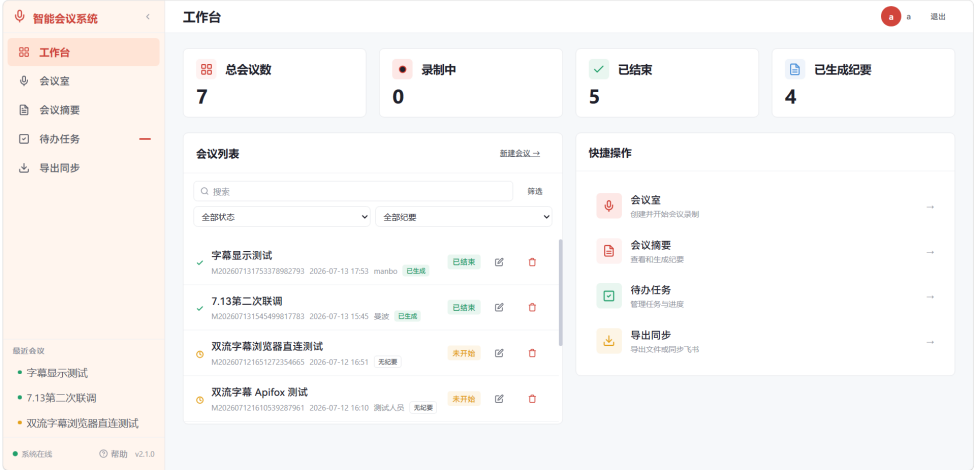 智能会议系统
工作台
会议室
会议摘要
待办任务
导出同步
最近会议
字幕显示测试
7.13第二次联调
双流字幕浏览器直连测试
系统在线 帮助 v2.1.0
工作台
a a 退出
总会议数
7
录制中
0
已结束
5
已生成纪要
4
会议列表 新建会议 →
搜索 筛选
全部状态 全部纪要
字幕显示测试
M202607131753378982793 2026-07-13 17:53 manbo 已生成
已结束
7.13第二次联调
M202607131545499817783 2026-07-13 15:45 曼波 已生成
已结束
双流字幕浏览器直连测试
M202607121651272354665 2026-07-12 16:51 无纪要
未开始
双流字幕 Apifox 测试
M202607121610539287961 2026-07-12 16:10 测试人员 无纪要
未开始
快捷操作
会议室
创建并开始会议录制
→
会议摘要
查看和生成纪要
→
待办任务
管理任务与进度
→
导出同步
导出文件或同步飞书
→